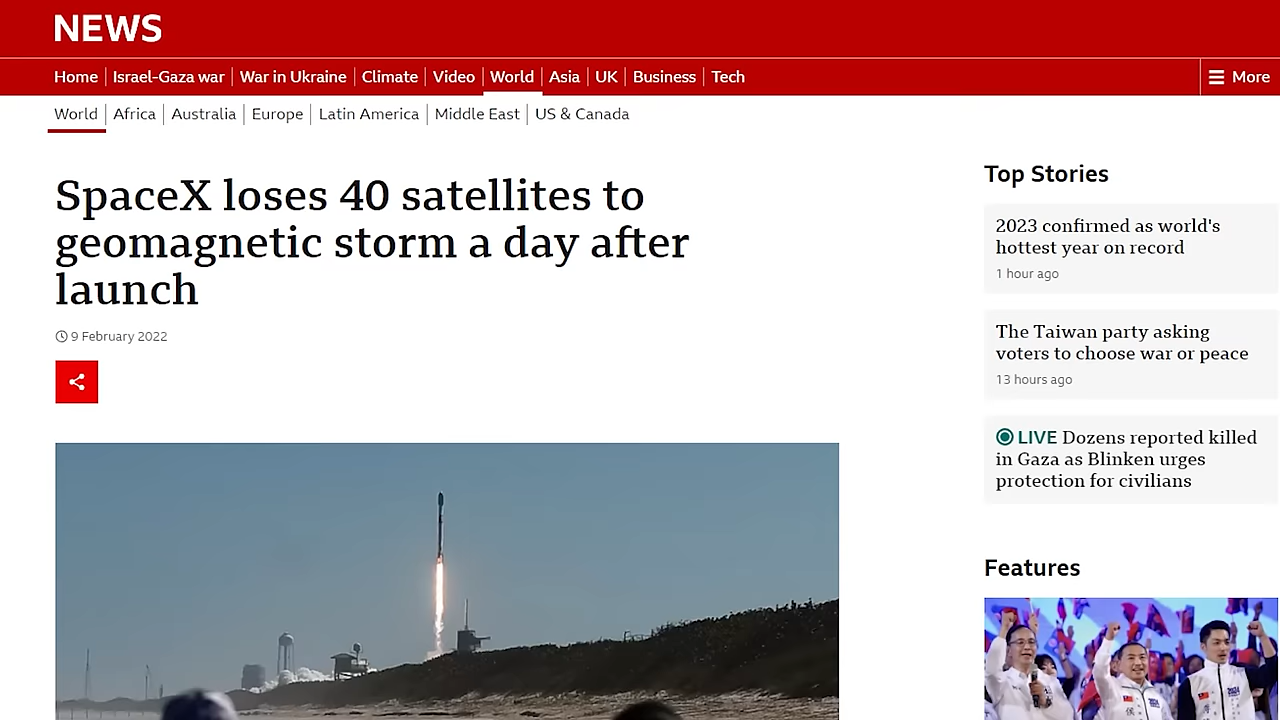 NEWS
Home
Israel-Gaza war
War in Ukraine
Climate
Video
World
Asia
UK
Business
Tech
More
World
Africa
Australia
Europe
Latin America
Middle East
US & Canada
SpaceX loses 40 satellites to
geomagnetic storm a day after
launch
9 February 2022
Top Stories
2023 confirmed as world's
hottest year on record
1 hour ago
The Taiwan party asking
voters to choose war or peace
13 hours ago
LIVE Dozens reported killed
in Gaza as Blinken urges
protection for civilians
Features